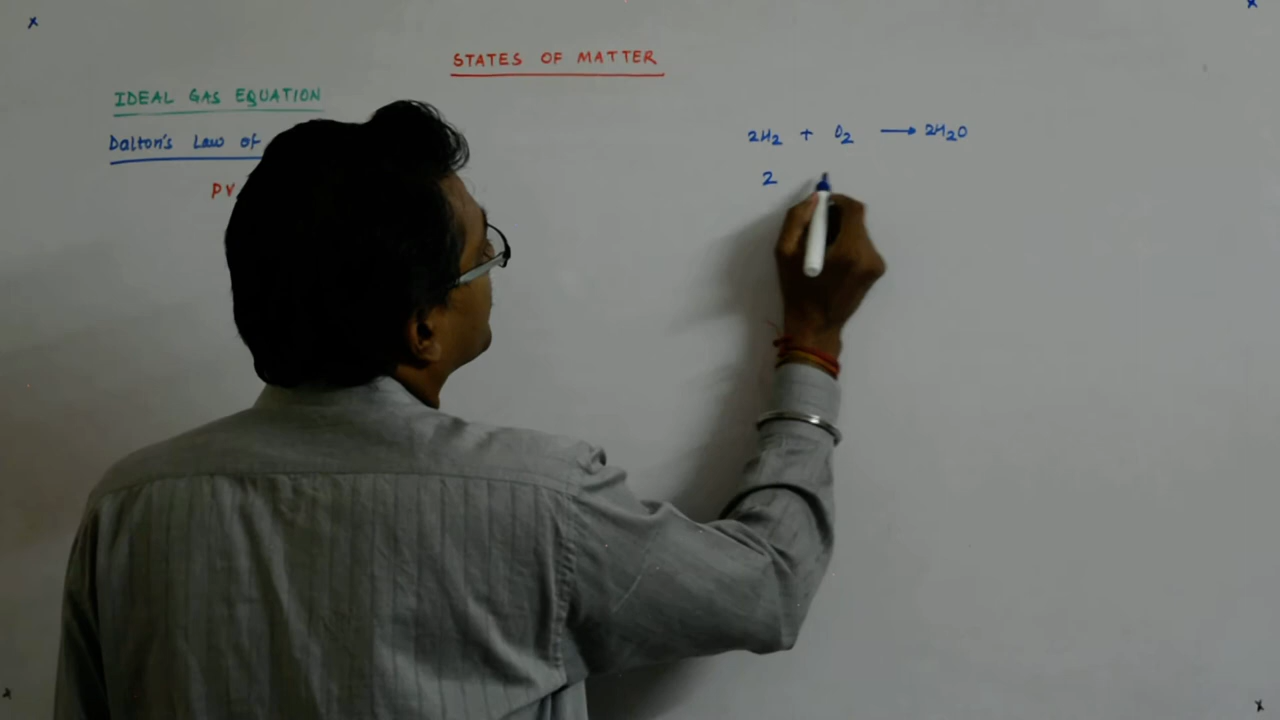 STATES OF MATTER
IDEAL GAS EQUATION
Dalton's Law of
PV
2H₂ + O₂ ⟶ 2H₂O
2